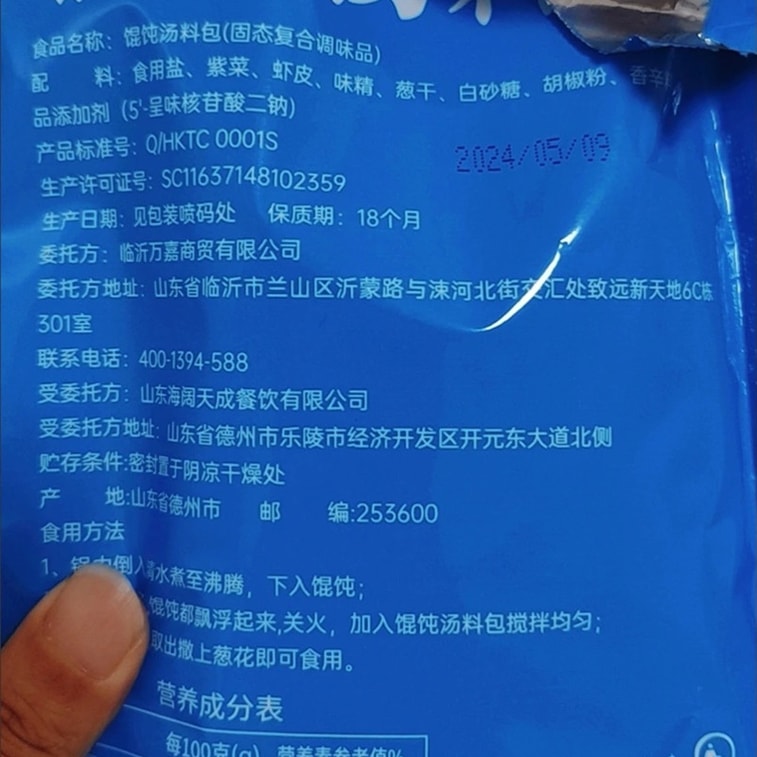 食品名称：馄饨汤料包(固态复合调味品)
配 料：食用盐、紫菜、虾皮、味精、葱干、白砂糖、胡椒粉、香辛
品添加剂（5'-呈味核苷酸二钠）
产品标准号：Q/HKTC 0001S
2024/05/09
生产许可证号：SC11637148102359
生产日期：见包装喷码处 保质期：18个月
委托方：临沂万嘉商贸有限公司
委托方地址：山东省临沂市兰山区沂蒙路与涑河北街交汇处致远新天地6C栋
301室
联系电话：400-1394-588
受委托方：山东海阔天成餐饮有限公司
受委托方地址：山东省德州市乐陵市经济开发区开元东大道北侧
贮存条件:密封置于阴凉干燥处
产 地:山东省德州市 邮 编:253600
食用方法
1、锅中倒入清水煮至沸腾，下入馄饨；
馄饨都飘浮起来,关火，加入馄饨汤料包搅拌均匀；
取出撒上葱花即可食用。
营养成分表
每100克(g) 营养素参考值%